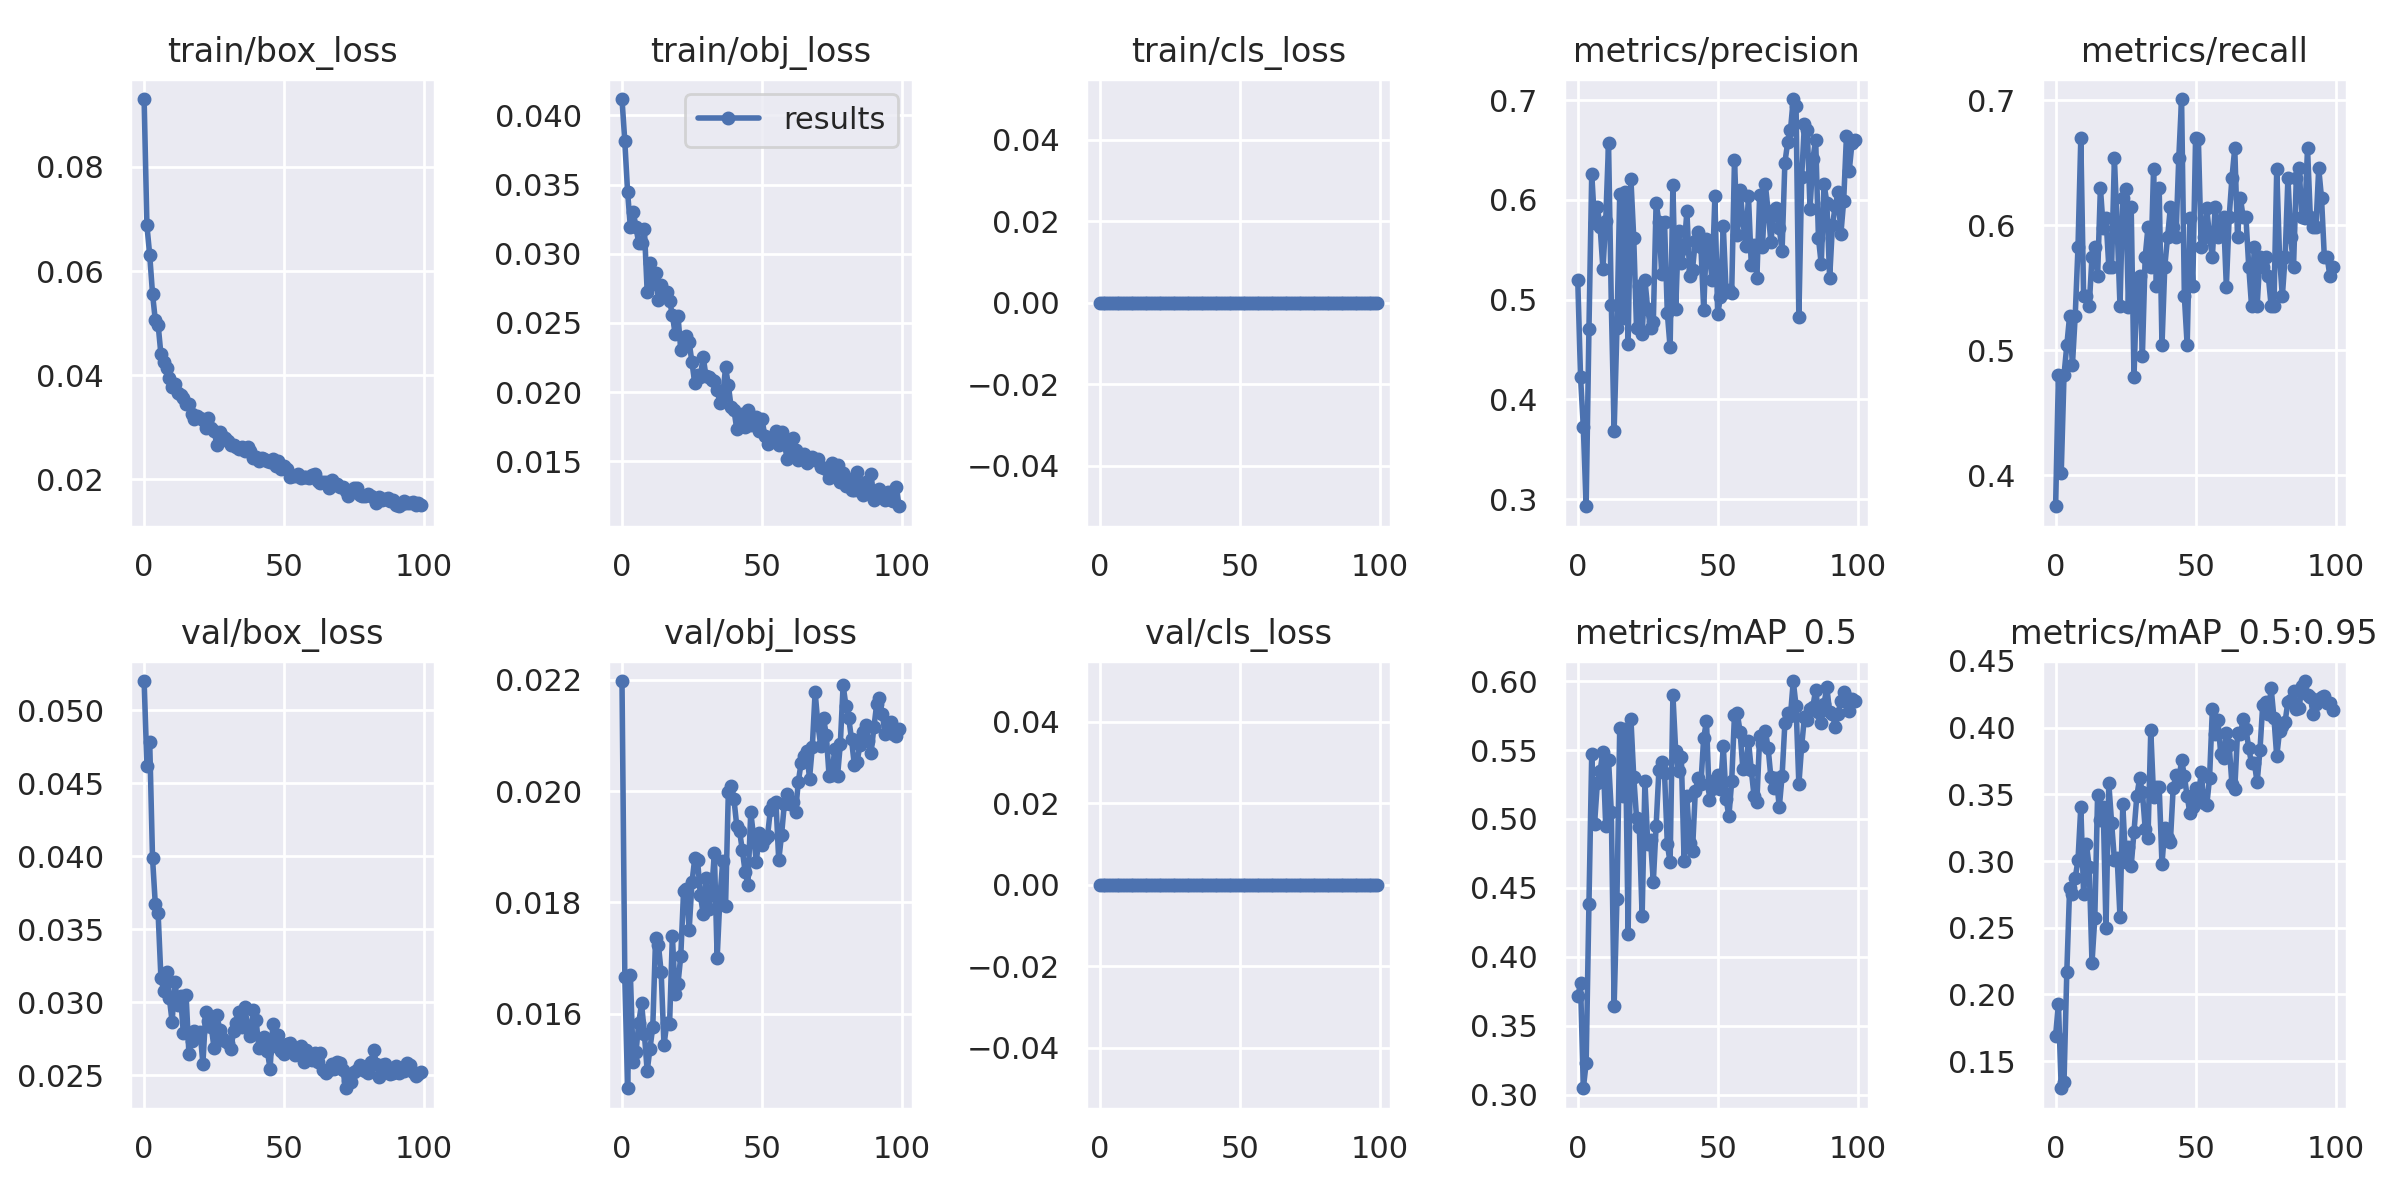 train/box_loss
train/obj_loss
train/cls_loss
metrics/precision
metrics/recall
0.08
0.06
0.04
0.02
0 50 100
results
0.040
0.035
0.030
0.025
0.020
0.015
0 50 100
0.04
0.02
0.00
−0.02
−0.04
0 50 100
0.7
0.6
0.5
0.4
0.3
0 50 100
0.7
0.6
0.5
0.4
0 50 100
val/box_loss
val/obj_loss
val/cls_loss
metrics/mAP_0.5
metrics/mAP_0.5:0.95
0.050
0.045
0.040
0.035
0.030
0.025
0 50 100
0.022
0.020
0.018
0.016
0 50 100
0.04
0.02
0.00
−0.02
−0.04
0 50 100
0.60
0.55
0.50
0.45
0.40
0.35
0.30
0 50 100
0.45
0.40
0.35
0.30
0.25
0.20
0.15
0 50 100